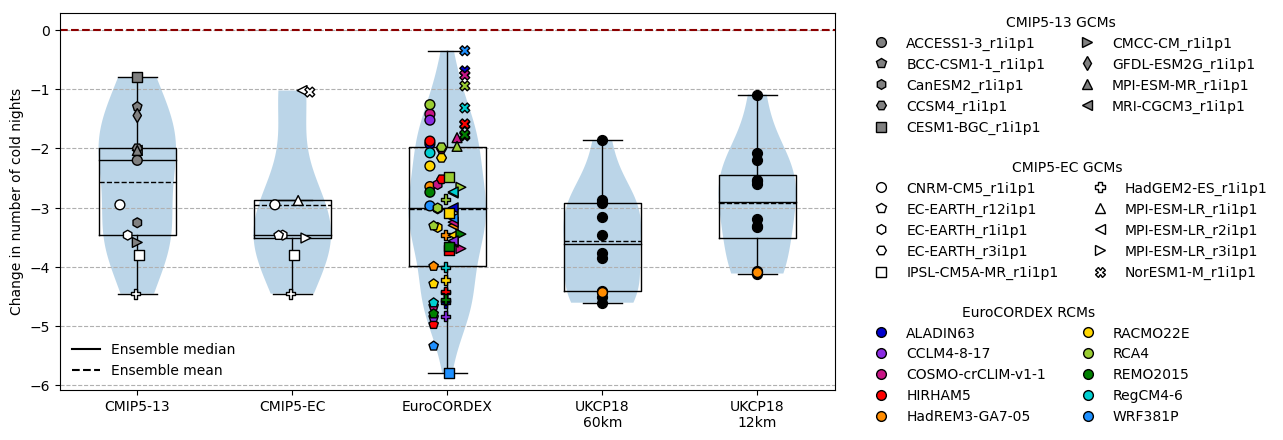 Change in number of cold nights
0
−1
−2
−3
−4
−5
−6
Ensemble median
Ensemble mean
CMIP5-13
CMIP5-EC
EuroCORDEX
UKCP18
60km
UKCP18
12km
CMIP5-13 GCMs
ACCESS1-3_r1i1p1
BCC-CSM1-1_r1i1p1
CanESM2_r1i1p1
CCSM4_r1i1p1
CESM1-BGC_r1i1p1
CMCC-CM_r1i1p1
GFDL-ESM2G_r1i1p1
MPI-ESM-MR_r1i1p1
MRI-CGCM3_r1i1p1
CMIP5-EC GCMs
CNRM-CM5_r1i1p1
EC-EARTH_r12i1p1
EC-EARTH_r1i1p1
EC-EARTH_r3i1p1
IPSL-CM5A-MR_r1i1p1
HadGEM2-ES_r1i1p1
MPI-ESM-LR_r1i1p1
MPI-ESM-LR_r2i1p1
MPI-ESM-LR_r3i1p1
NorESM1-M_r1i1p1
EuroCORDEX RCMs
ALADIN63
CCLM4-8-17
COSMO-crCLIM-v1-1
HIRHAM5
HadREM3-GA7-05
RACMO22E
RCA4
REMO2015
RegCM4-6
WRF381P